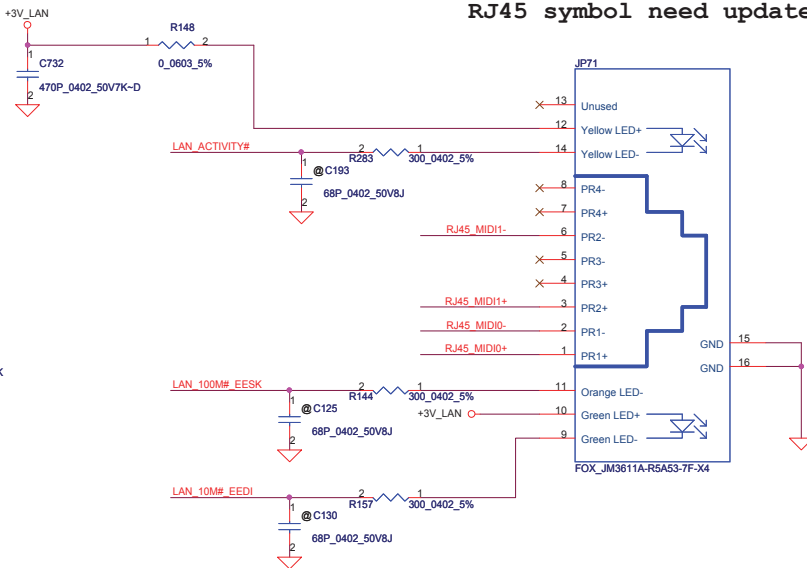 RJ45 symbol need update
+3V_LAN
R148
1 2
0_0603_5%
1
C732
470P_0402_50V7K~D
2
JP71
13 Unused
12 Yellow LED+
14 Yellow LED-
LAN_ACTIVITY#
2 1
R283 300_0402_5%
1
@C193
68P_0402_50V8J
2
8 PR4-
7 PR4+
RJ45_MIDI1- 6 PR2-
5 PR3-
4 PR3+
RJ45_MIDI1+ 3 PR2+
RJ45_MIDI0- 2 PR1-
RJ45_MIDI0+ 1 PR1+
GND 15
GND 16
LAN_100M#_EESK
2 1
R144 300_0402_5%
11 Orange LED-
1
@C125
68P_0402_50V8J
2
+3V_LAN 10 Green LED+
9 Green LED-
FOX_JM3611A-R5A53-7F-X4
LAN_10M#_EEDI
2 1
R157 300_0402_5%
1
@C130
68P_0402_50V8J
2